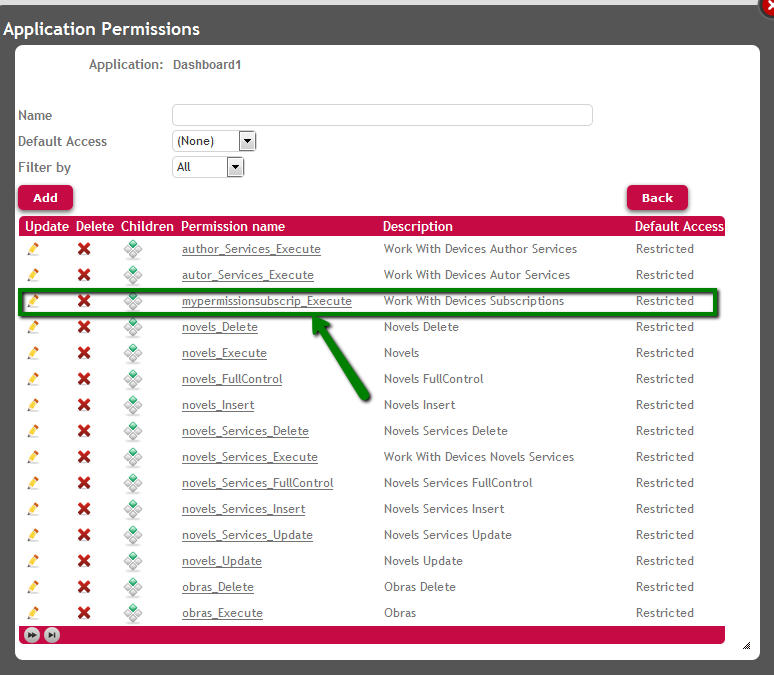 Application Permissions
Application: Dashboard1
Name
Default Access (None)
Filter by All
Add Back
Update Delete Children Permission name Description Default Access
author_Services_Execute Work With Devices Author Services Restricted
autor_Services_Execute Work With Devices Autor Services Restricted
mypermissionsubscrip_Execute Work With Devices Subscriptions Restricted
novels_Delete Novels Delete Restricted
novels_Execute Novels Restricted
novels_FullControl Novels FullControl Restricted
novels_Insert Novels Insert Restricted
novels_Services_Delete Novels Services Delete Restricted
novels_Services_Execute Work With Devices Novels Services Restricted
novels_Services_FullControl Novels Services FullControl Restricted
novels_Services_Insert Novels Services Insert Restricted
novels_Services_Update Novels Services Update Restricted
novels_Update Novels Update Restricted
obras_Delete Obras Delete Restricted
obras_Execute Obras Restricted